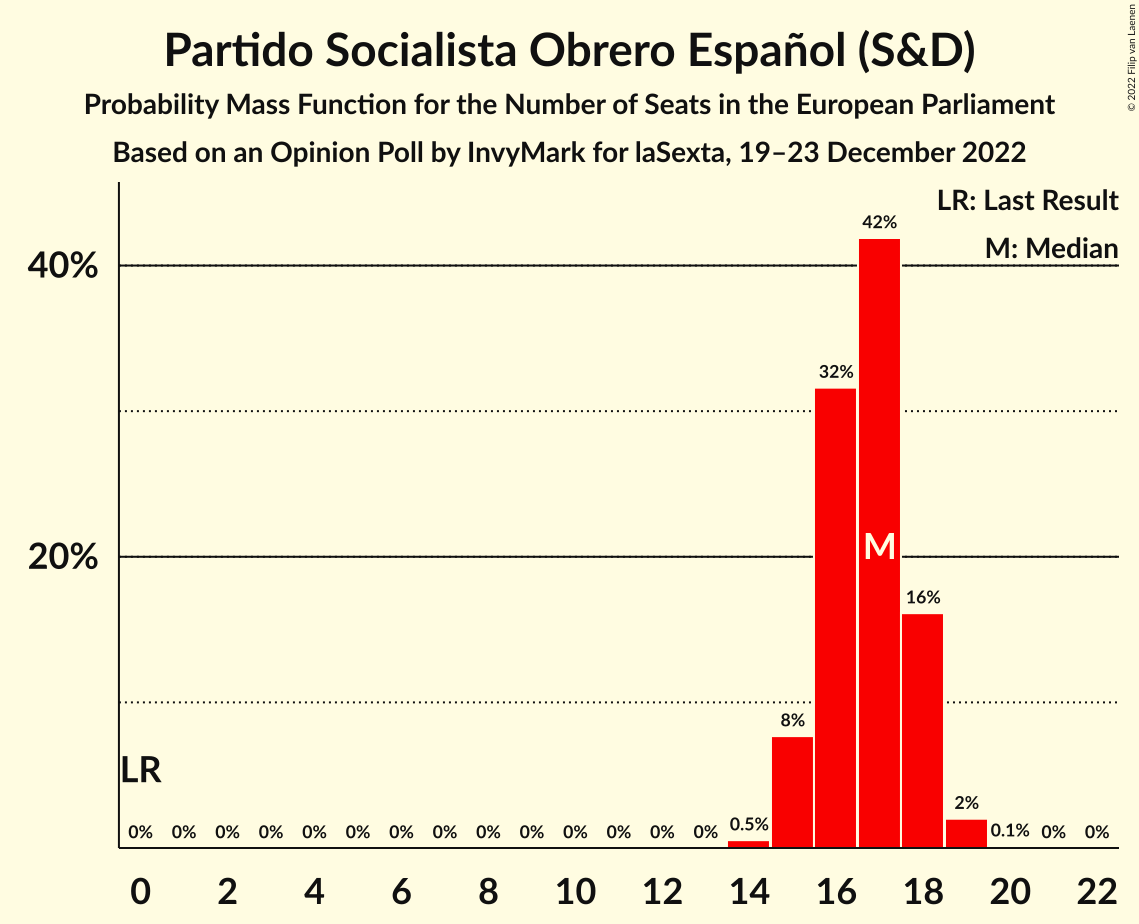 Partido Socialista Obrero Español (S&D)
Probability Mass Function for the Number of Seats in the European Parliament
Based on an Opinion Poll by InvyMark for laSexta, 19–23 December 2022
© 2022 Filip van Laenen
LR: Last Result
M: Median
40%
20%
42%
32%
M
16%
8%
LR
2%
0% 0% 0% 0% 0% 0% 0% 0% 0% 0% 0% 0% 0% 0% 0.5% 0.1% 0% 0%
0 2 4 6 8 10 12 14 16 18 20 22